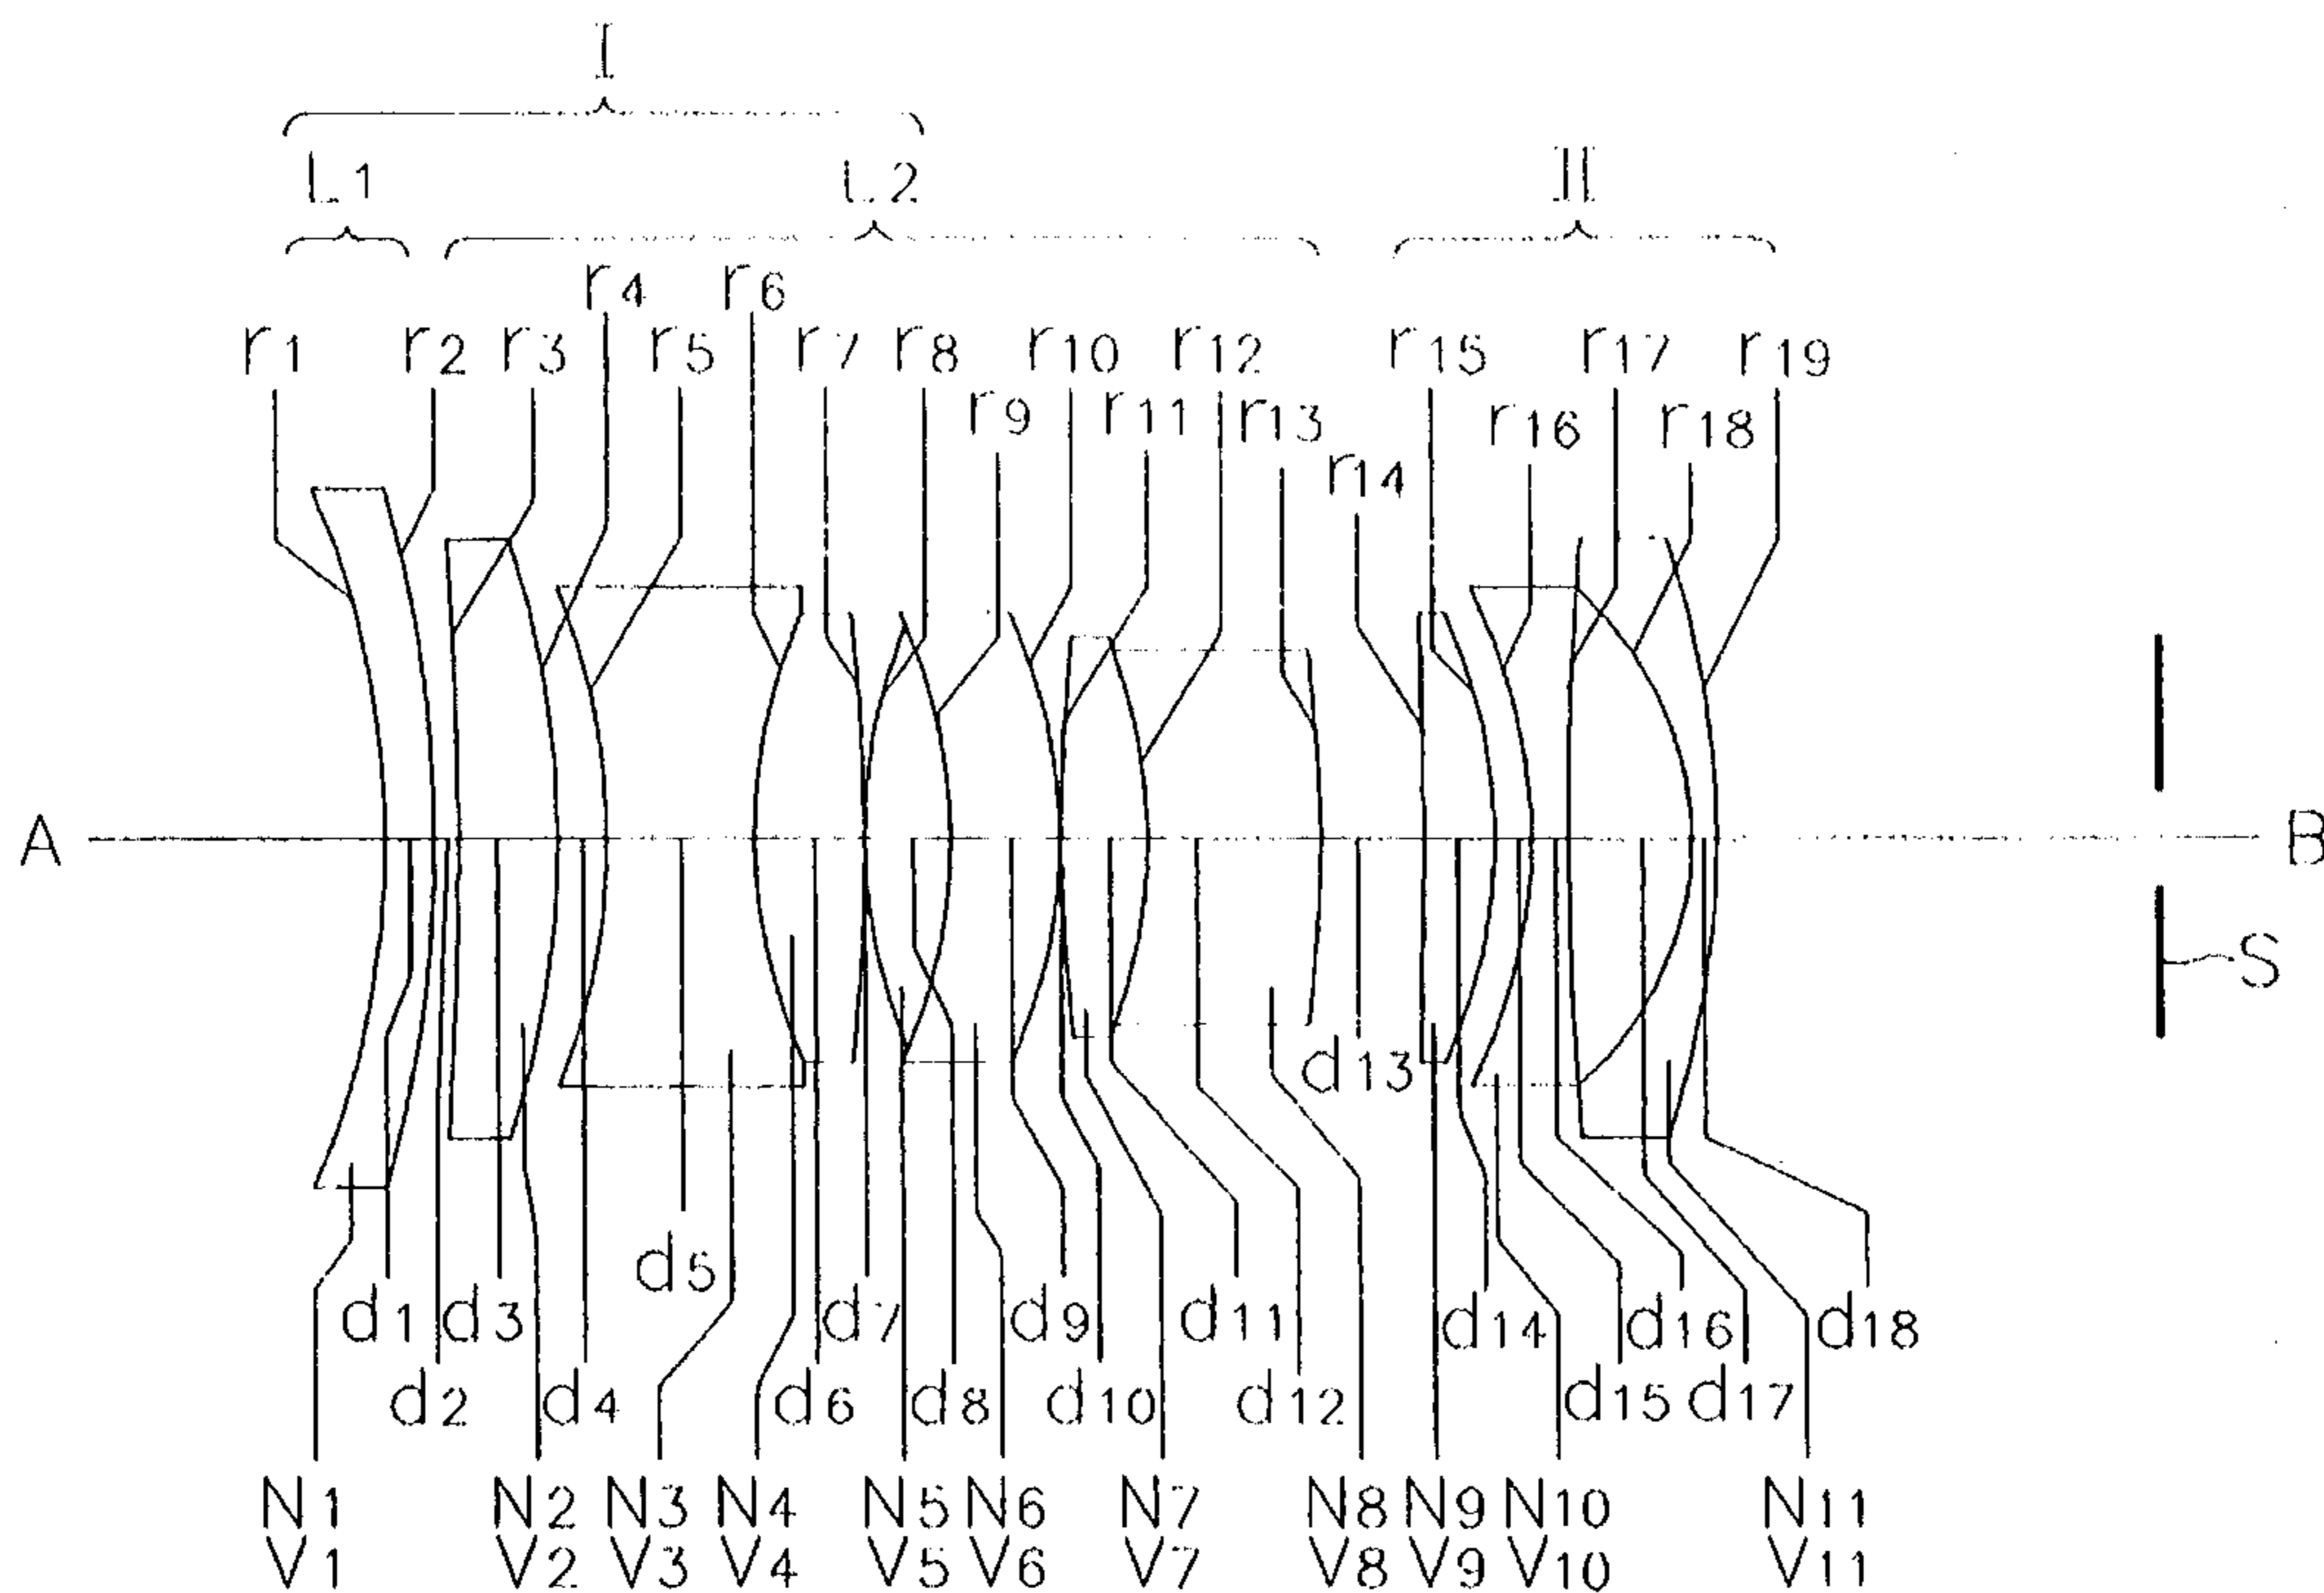 I
L1 L2 II
r4 r6
r1 r2 r3 r5 r7 r8 r10 r12 r15 r17 r19
r9 r11 r13 r16 r18
r14
A B
S
d13
d5
d1 d3 d7 d9 d11 d14 d16 d18
d2 d4 d6 d8 d10 d12 d15 d17
N1 N2 N3 N4 N5 N6 N7 N8 N9 N10 N11
V1 V2 V3 V4 V5 V6 V7 V8 V9 V10 V11